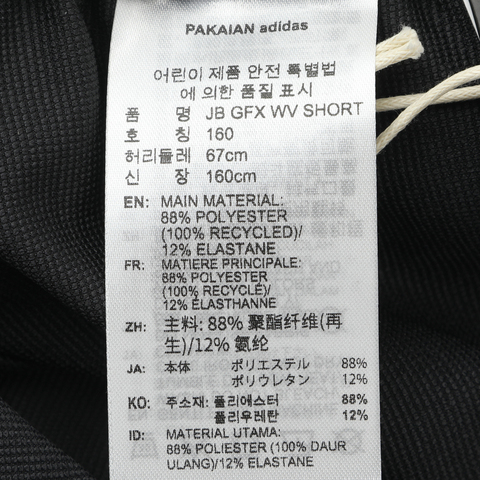 PAKAIAN adidas
어린이 제품 안전 특별법
에 의한 품질 표시
품 명 JB GFX WV SHORT
호 칭 160
허리둘레 67cm
신 장 160cm
EN: MAIN MATERIAL:
88% POLYESTER
(100% RECYCLED)/
12% ELASTANE
FR: MATIERE PRINCIPALE:
88% POLYESTER
(100% RECYCLÉ)/
12% ÉLASTHANNE
ZH: 主料: 88% 聚酯纤维(再
生)/12% 氨纶
JA: 本体 ポリエステル 88%
ポリウレタン 12%
KO: 주소재: 폴리에스터 88%
폴리우레탄 12%
ID: MATERIAL UTAMA:
88% POLIESTER (100% DAUR
ULANG)/12% ELASTANE